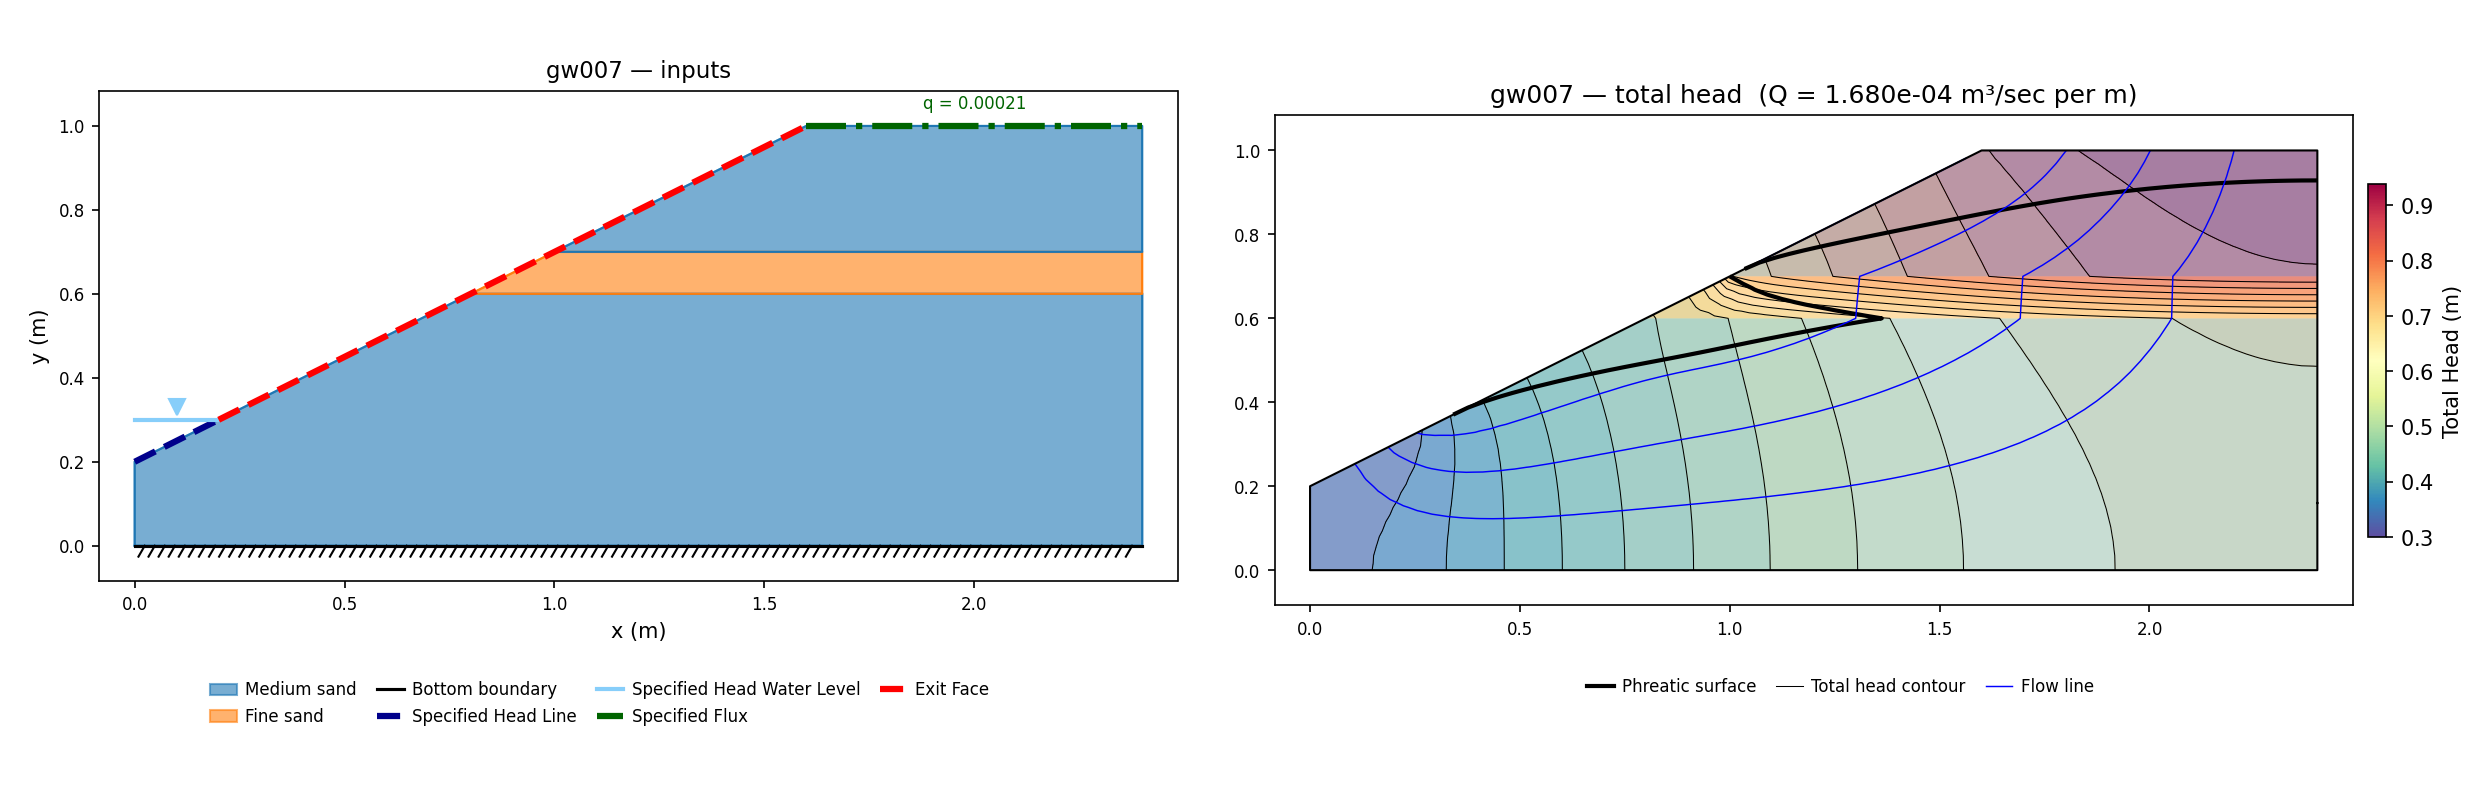 gw007 — inputs
q = 0.00021
1.0
0.8
0.6
0.4
0.2
0.0
y (m)
0.0 0.5 1.0 1.5 2.0
x (m)
Medium sand Bottom boundary Specified Head Water Level Exit Face
Fine sand Specified Head Line Specified Flux
gw007 — total head (Q = 1.680e-04 m³/sec per m)
1.0
0.8
0.6
0.4
0.2
0.0
0.0 0.5 1.0 1.5 2.0
Phreatic surface Total head contour Flow line
0.9
0.8
0.7
0.6
0.5
0.4
0.3
Total Head (m)